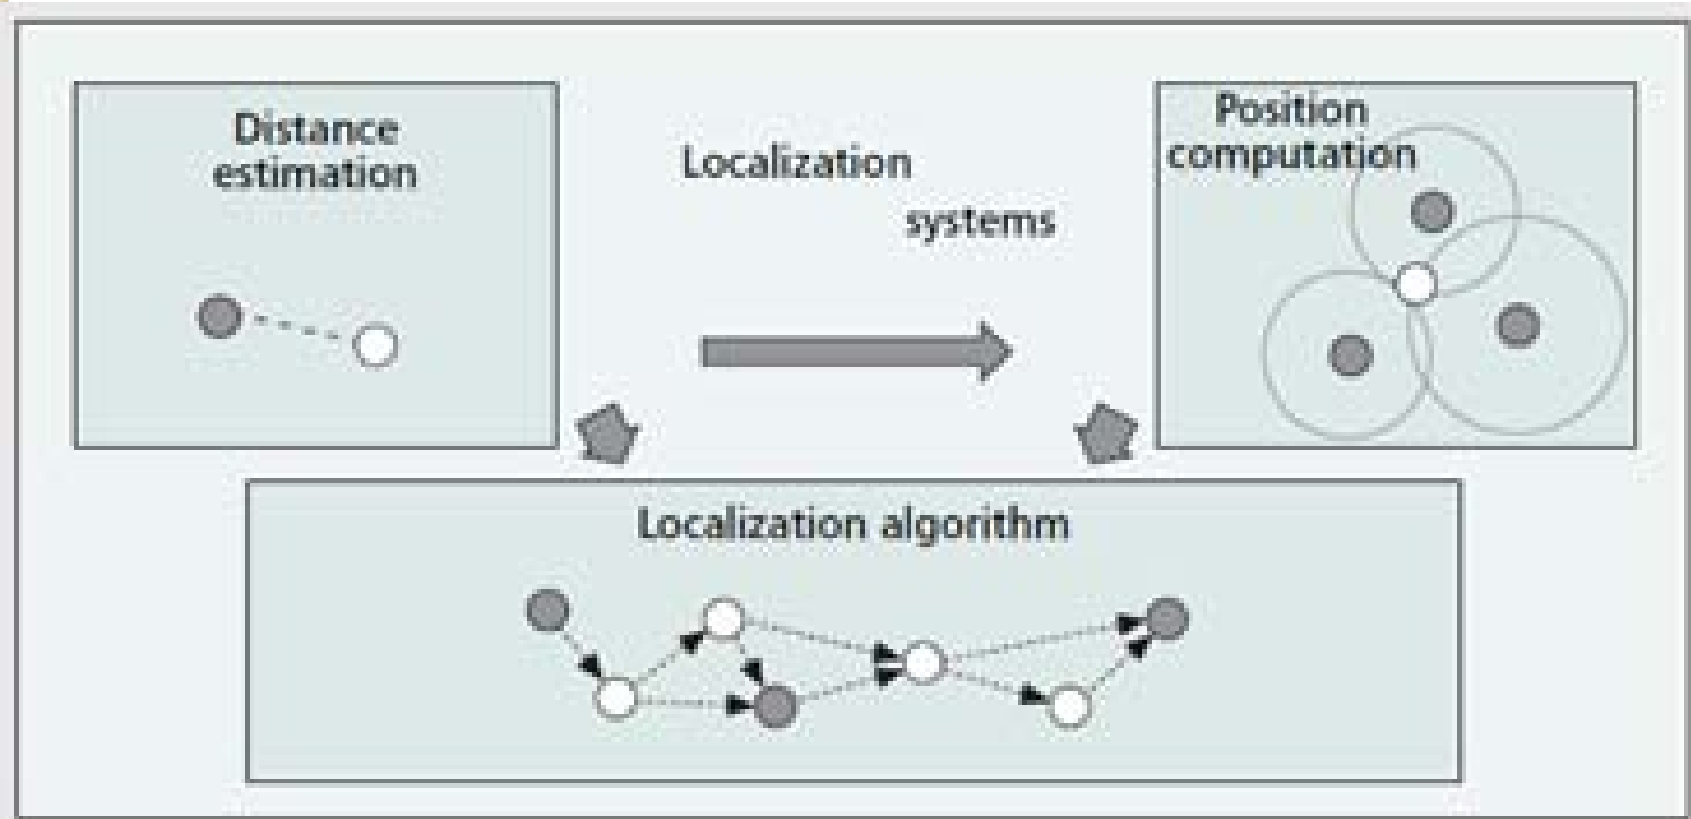 Distance
estimation
Localization
systems
Position
computation
Localization algorithm